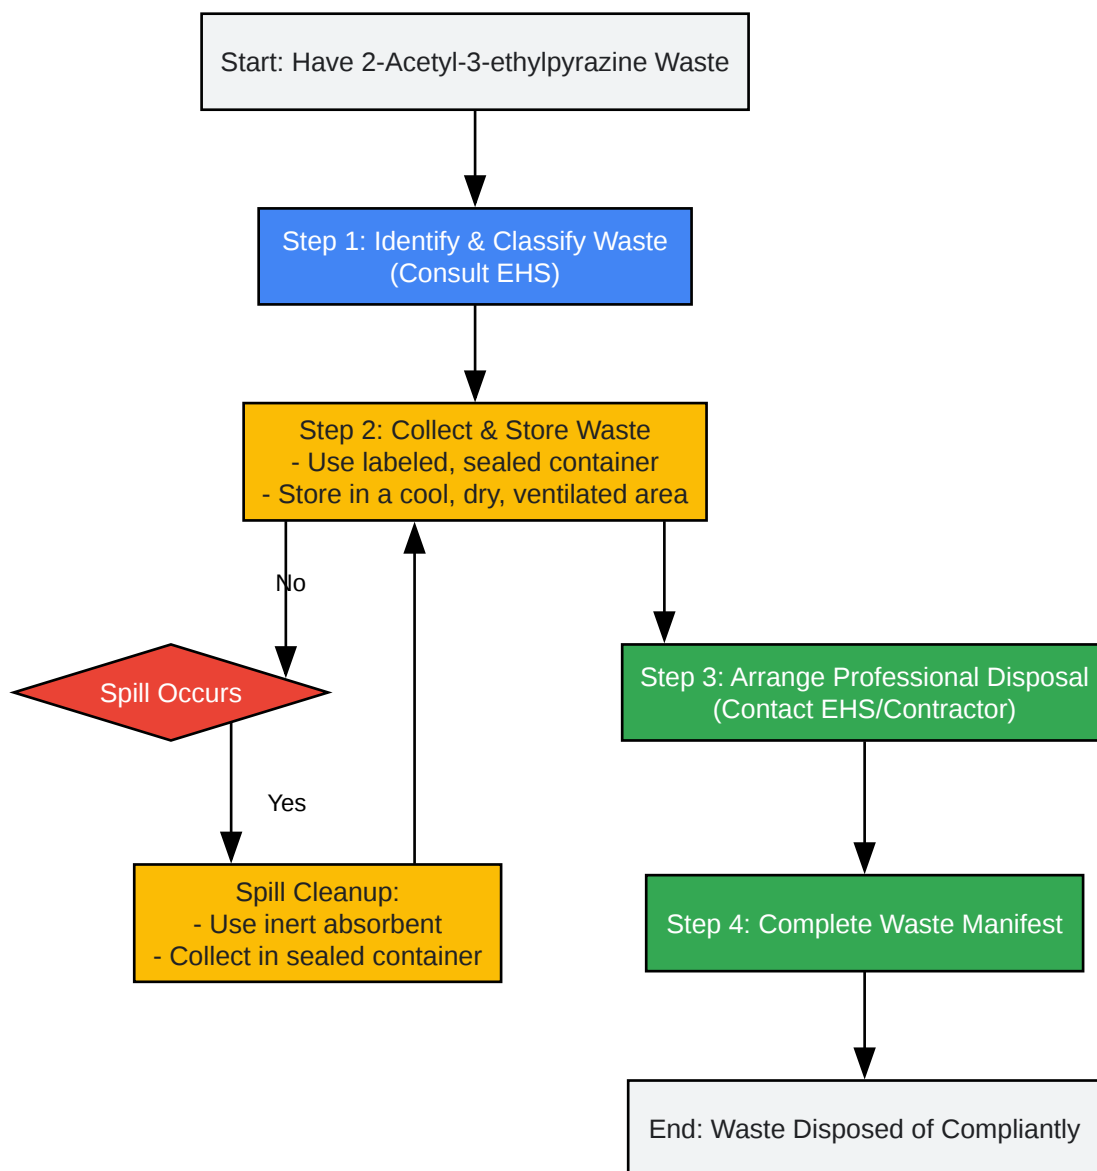 Start: Have 2-Acetyl-3-ethylpyrazine Waste
Step 1: Identify & Classify Waste
(Consult EHS)
Step 2: Collect & Store Waste
- Use labeled, sealed container
- Store in a cool, dry, ventilated area
No
Spill Occurs
Step 3: Arrange Professional Disposal
(Contact EHS/Contractor)
Yes
Spill Cleanup:
- Use inert absorbent
- Collect in sealed container
Step 4: Complete Waste Manifest
End: Waste Disposed of Compliantly